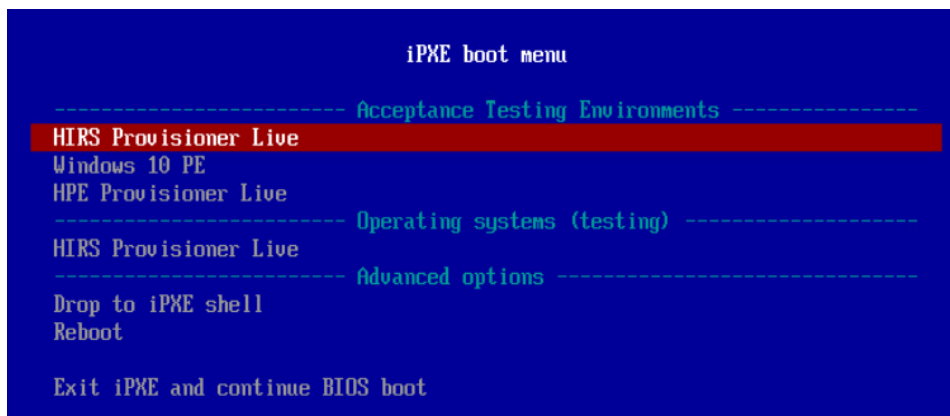 iPXE boot menu
------------------------- Acceptance Testing Environments ----------------
HIRS Provisioner Live
Windows 10 PE
HPE Provisioner Live
------------------------- Operating systems (testing) --------------------
HIRS Provisioner Live
------------------------- Advanced options -------------------------------
Drop to iPXE shell
Reboot
Exit iPXE and continue BIOS boot